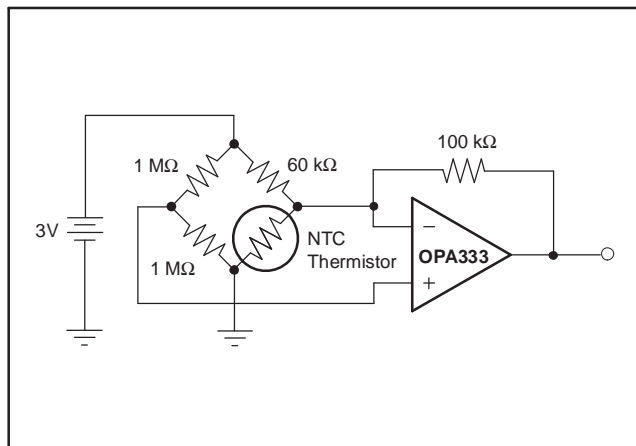 100 kΩ
1 MΩ
60 kΩ
3V
1 MΩ
NTC
Thermistor
−
OPA333
+